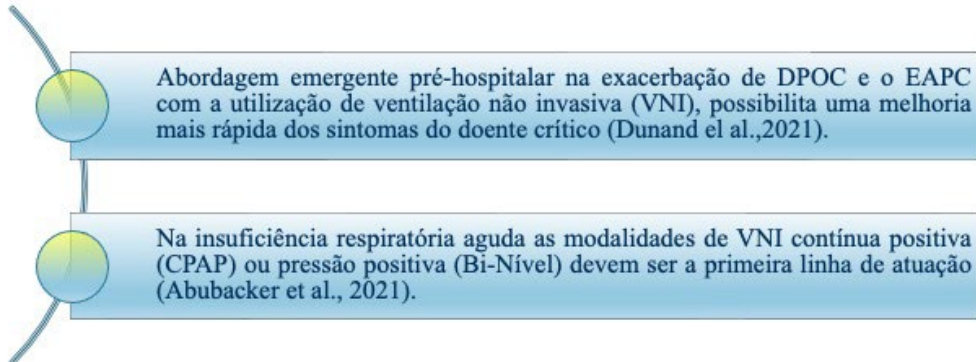 Abordagem emergente pré-hospitalar na exacerbação de DPOC e o EAPC
com a utilização de ventilação não invasiva (VNI), possibilita uma melhoria
mais rápida dos sintomas do doente crítico (Dunand el al.,2021).
Na insuficiência respiratória aguda as modalidades de VNI contínua positiva
(CPAP) ou pressão positiva (Bi-Nível) devem ser a primeira linha de atuação
(Abubacker et al., 2021).